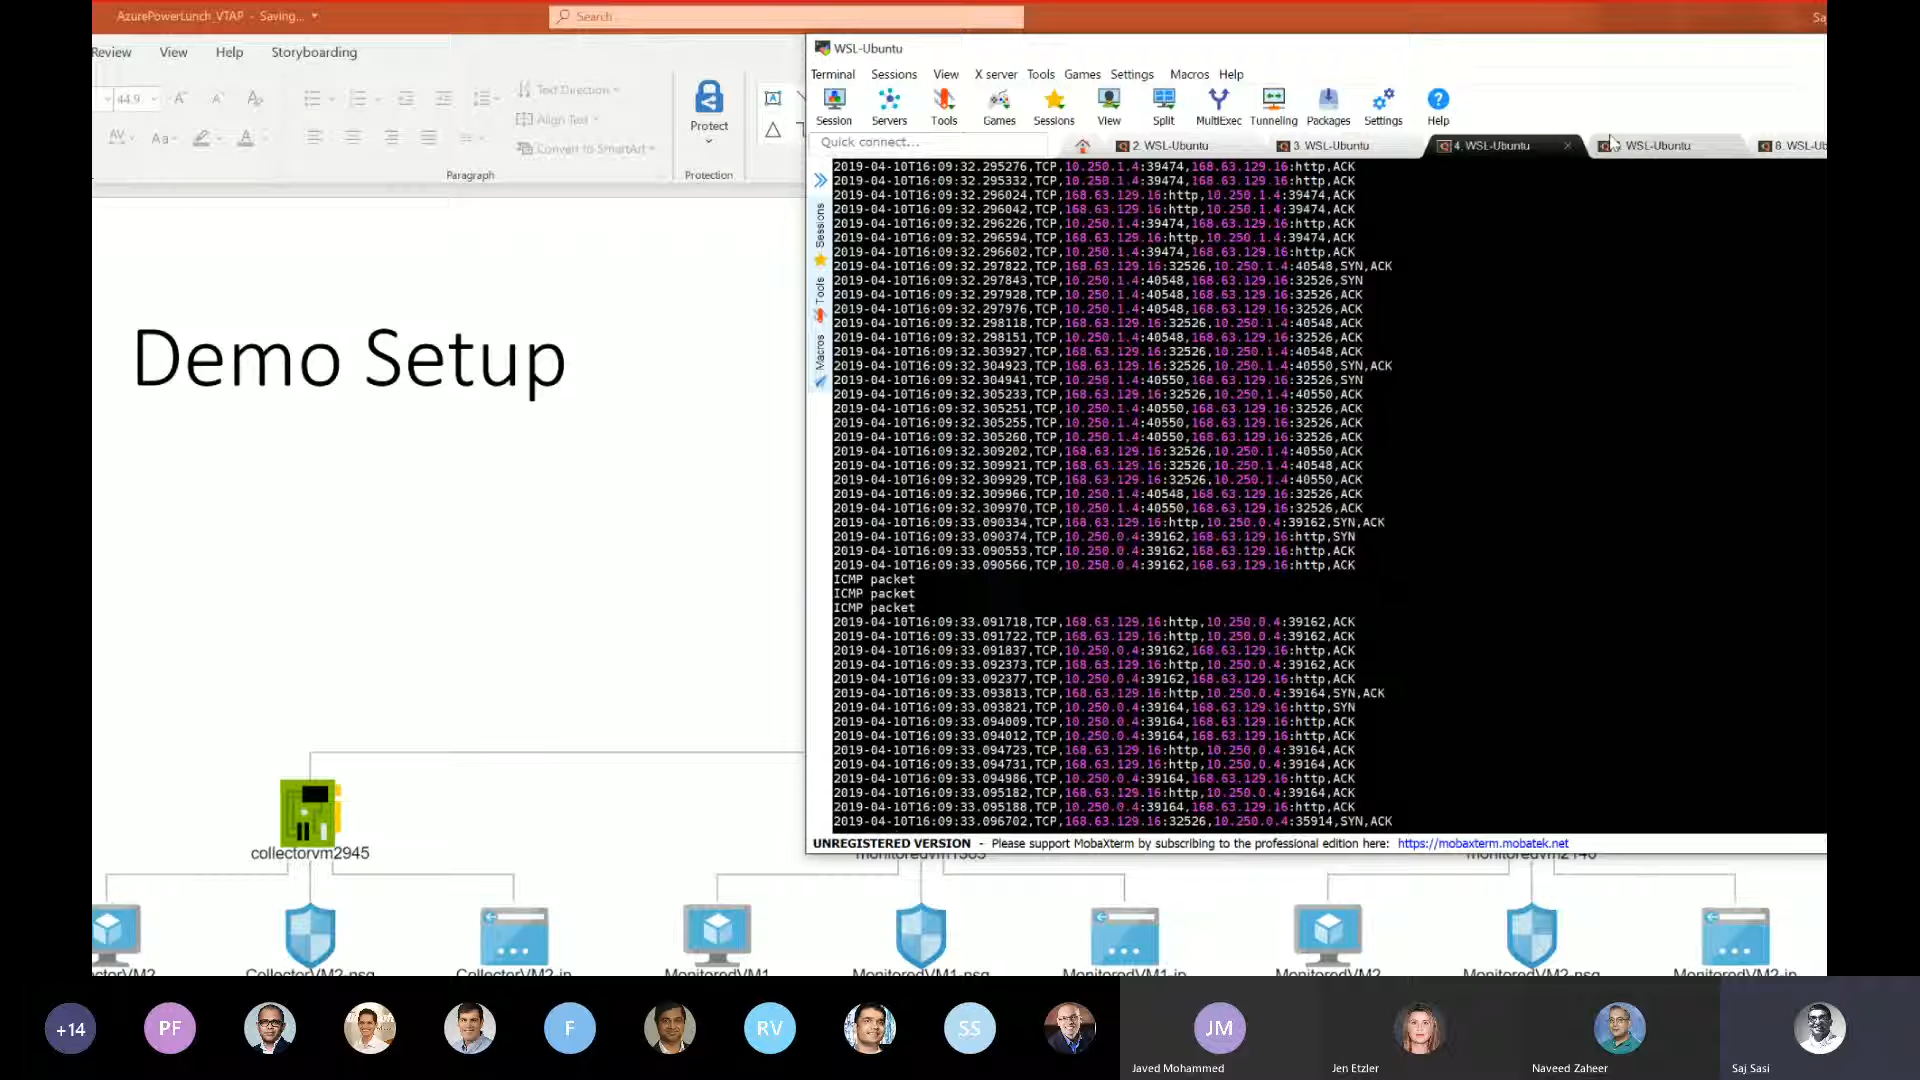 AzurePowerLunch_VTAP - Saving...
Search
Review View Help Storyboarding
44.9
Text Direction
Align Text
Convert to SmartArt
Protect
Paragraph
Protection
Demo Setup
WSL-Ubuntu
Terminal Sessions View X server Tools Games Settings Macros Help
Session Servers Tools Games Sessions View Split MultiExec Tunneling Packages Settings Help
Quick connect...
2. WSL-Ubuntu
3. WSL-Ubuntu
4. WSL-Ubuntu
WSL-Ubuntu
8. WSL-Ub
Sessions
Tools
Macros
2019-04-10T16:09:32.295276,TCP,10.250.1.4:39474,168.63.129.16:http,ACK
2019-04-10T16:09:32.295332,TCP,10.250.1.4:39474,168.63.129.16:http,ACK
2019-04-10T16:09:32.296024,TCP,168.63.129.16:http,10.250.1.4:39474,ACK
2019-04-10T16:09:32.296042,TCP,168.63.129.16:http,10.250.1.4:39474,ACK
2019-04-10T16:09:32.296226,TCP,10.250.1.4:39474,168.63.129.16:http,ACK
2019-04-10T16:09:32.296594,TCP,168.63.129.16:http,10.250.1.4:39474,ACK
2019-04-10T16:09:32.296602,TCP,10.250.1.4:39474,168.63.129.16:http,ACK
2019-04-10T16:09:32.297822,TCP,168.63.129.16:32526,10.250.1.4:40548,SYN,ACK
2019-04-10T16:09:32.297843,TCP,10.250.1.4:40548,168.63.129.16:32526,SYN
2019-04-10T16:09:32.297928,TCP,10.250.1.4:40548,168.63.129.16:32526,ACK
2019-04-10T16:09:32.297976,TCP,10.250.1.4:40548,168.63.129.16:32526,ACK
2019-04-10T16:09:32.298118,TCP,168.63.129.16:32526,10.250.1.4:40548,ACK
2019-04-10T16:09:32.298151,TCP,10.250.1.4:40548,168.63.129.16:32526,ACK
2019-04-10T16:09:32.303927,TCP,168.63.129.16:32526,10.250.1.4:40548,ACK
2019-04-10T16:09:32.304923,TCP,168.63.129.16:32526,10.250.1.4:40550,SYN,ACK
2019-04-10T16:09:32.304941,TCP,10.250.1.4:40550,168.63.129.16:32526,SYN
2019-04-10T16:09:32.305233,TCP,168.63.129.16:32526,10.250.1.4:40550,ACK
2019-04-10T16:09:32.305251,TCP,10.250.1.4:40550,168.63.129.16:32526,ACK
2019-04-10T16:09:32.305255,TCP,10.250.1.4:40550,168.63.129.16:32526,ACK
2019-04-10T16:09:32.305260,TCP,10.250.1.4:40550,168.63.129.16:32526,ACK
2019-04-10T16:09:32.309202,TCP,168.63.129.16:32526,10.250.1.4:40550,ACK
2019-04-10T16:09:32.309921,TCP,168.63.129.16:32526,10.250.1.4:40548,ACK
2019-04-10T16:09:32.309929,TCP,168.63.129.16:32526,10.250.1.4:40550,ACK
2019-04-10T16:09:32.309966,TCP,10.250.1.4:40548,168.63.129.16:32526,ACK
2019-04-10T16:09:32.309970,TCP,10.250.1.4:40550,168.63.129.16:32526,ACK
2019-04-10T16:09:33.090334,TCP,168.63.129.16:http,10.250.0.4:39162,SYN,ACK
2019-04-10T16:09:33.090374,TCP,10.250.0.4:39162,168.63.129.16:http,SYN
2019-04-10T16:09:33.090553,TCP,10.250.0.4:39162,168.63.129.16:http,ACK
2019-04-10T16:09:33.090566,TCP,10.250.0.4:39162,168.63.129.16:http,ACK
ICMP packet
ICMP packet
ICMP packet
2019-04-10T16:09:33.091718,TCP,168.63.129.16:http,10.250.0.4:39162,ACK
2019-04-10T16:09:33.091722,TCP,168.63.129.16:http,10.250.0.4:39162,ACK
2019-04-10T16:09:33.091837,TCP,10.250.0.4:39162,168.63.129.16:http,ACK
2019-04-10T16:09:33.092373,TCP,168.63.129.16:http,10.250.0.4:39162,ACK
2019-04-10T16:09:33.092377,TCP,10.250.0.4:39162,168.63.129.16:http,ACK
2019-04-10T16:09:33.093813,TCP,168.63.129.16:http,10.250.0.4:39164,SYN,ACK
2019-04-10T16:09:33.093821,TCP,10.250.0.4:39164,168.63.129.16:http,SYN
2019-04-10T16:09:33.094009,TCP,10.250.0.4:39164,168.63.129.16:http,ACK
2019-04-10T16:09:33.094012,TCP,10.250.0.4:39164,168.63.129.16:http,ACK
2019-04-10T16:09:33.094723,TCP,168.63.129.16:http,10.250.0.4:39164,ACK
2019-04-10T16:09:33.094731,TCP,168.63.129.16:http,10.250.0.4:39164,ACK
2019-04-10T16:09:33.094986,TCP,10.250.0.4:39164,168.63.129.16:http,ACK
2019-04-10T16:09:33.095182,TCP,168.63.129.16:http,10.250.0.4:39164,ACK
2019-04-10T16:09:33.095188,TCP,10.250.0.4:39164,168.63.129.16:http,ACK
2019-04-10T16:09:33.096702,TCP,168.63.129.16:32526,10.250.0.4:35914,SYN,ACK
UNREGISTERED VERSION - Please support MobaXterm by subscribing to the professional edition here: https://mobaxterm.mobatek.net
collectorvm2945
ctorVM2
CollectorVM2-nsg
CollectorVM2-ip
MonitoredVM1
MonitoredVM1-nsg
MonitoredVM1-ip
MonitoredVM2
MonitoredVM2-nsg
MonitoredVM2-ip
+14
PF
F
RV
SS
JM
Javed Mohammed
Jen Etzler
Naveed Zaheer
Saj Sasi